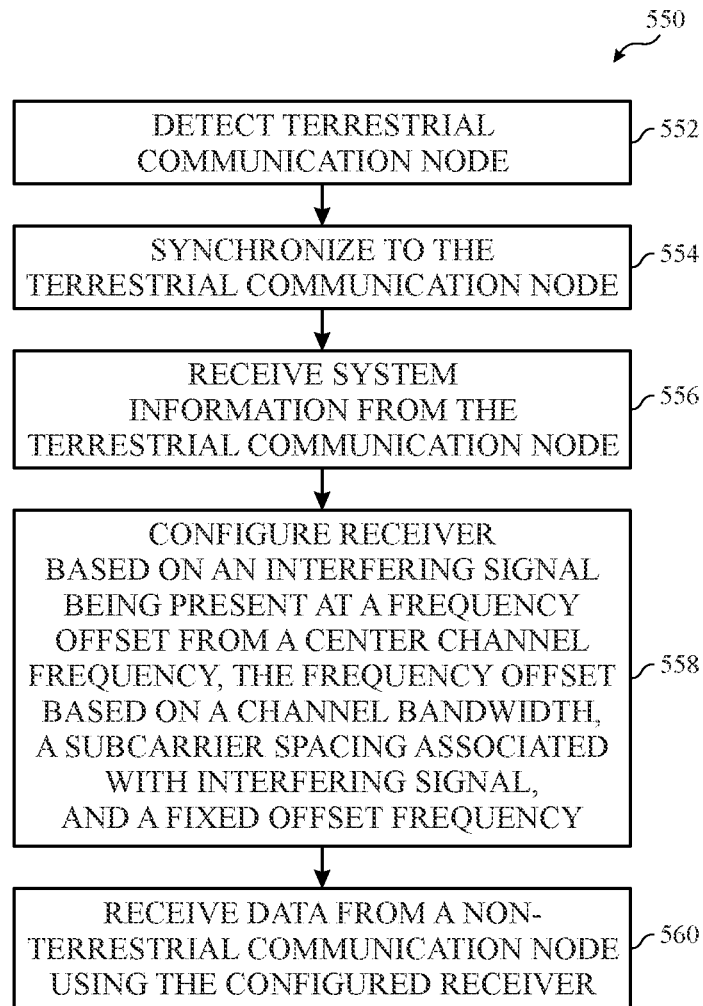 550
DETECT TERRESTRIAL
COMMUNICATION NODE
552
SYNCHRONIZE TO THE
TERRESTRIAL COMMUNICATION NODE
554
RECEIVE SYSTEM
INFORMATION FROM THE
TERRESTRIAL COMMUNICATION NODE
556
CONFIGURE RECEIVER
BASED ON AN INTERFERING SIGNAL
BEING PRESENT AT A FREQUENCY
OFFSET FROM A CENTER CHANNEL
FREQUENCY, THE FREQUENCY OFFSET
BASED ON A CHANNEL BANDWIDTH,
A SUBCARRIER SPACING ASSOCIATED
WITH INTERFERING SIGNAL,
AND A FIXED OFFSET FREQUENCY
558
RECEIVE DATA FROM A NON-
TERRESTRIAL COMMUNICATION NODE
USING THE CONFIGURED RECEIVER
560